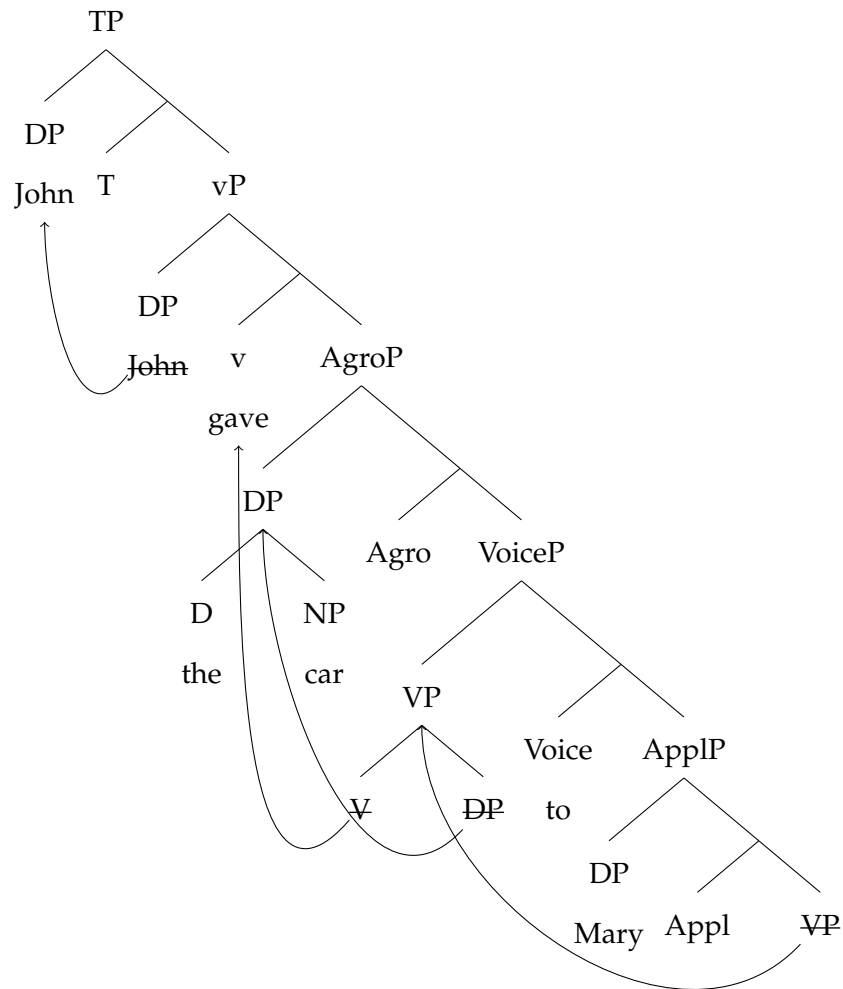 TP
DP
John T vP
DP
John v AgroP
gave
DP
Agro VoiceP
D NP
the car
VP
Voice ApplP
V DP to
DP
Mary Appl VP